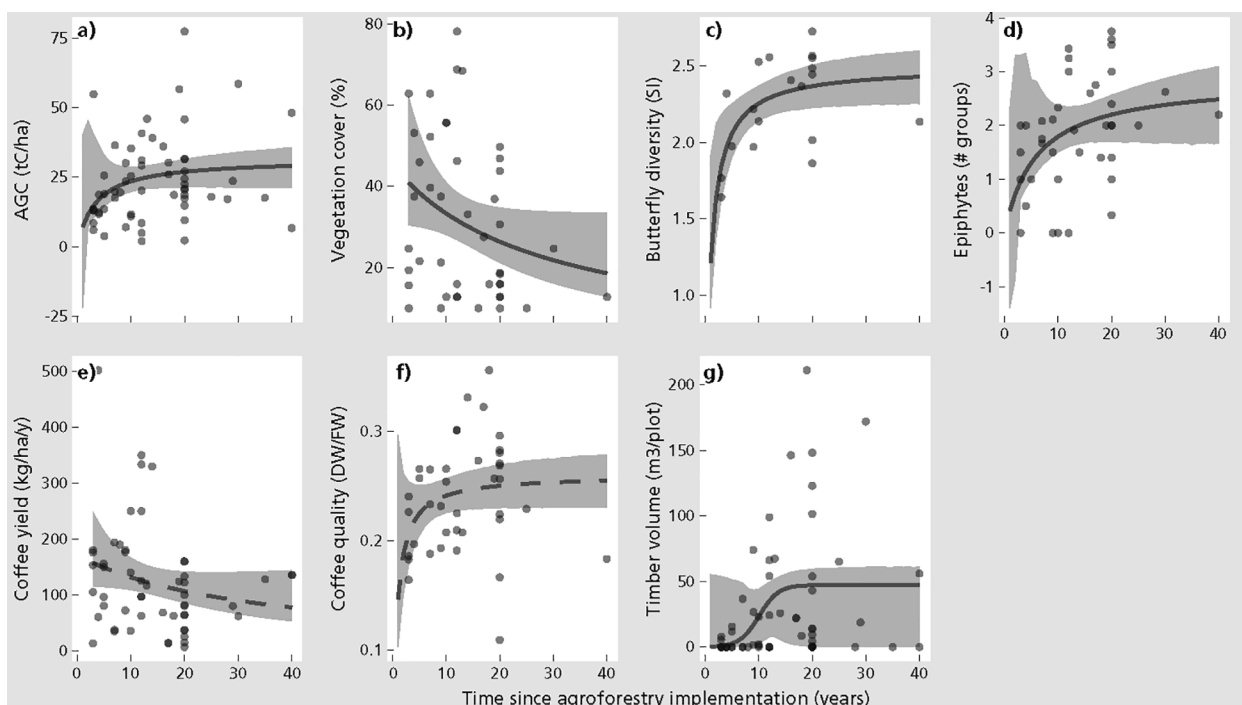 a)
AGC (tC/ha)
75
50
25
0
-25
b)
Vegetation cover (%)
80
60
40
20
c)
Butterfly diversity (SI)
2.5
2.0
1.5
1.0
d)
Epiphytes (# groups)
4
3
2
1
0
-1
0 10 20 30 40
e)
Coffee yield (kg/ha/y)
500
400
300
200
100
0
0 10 20 30 40
f)
Coffee quality (DW/FW)
0.3
0.2
0.1
0 10 20 30 40
g)
Timber volume (m3/plot)
200
150
100
50
0
0 10 20 30 40
Time since agroforestry implementation (years)